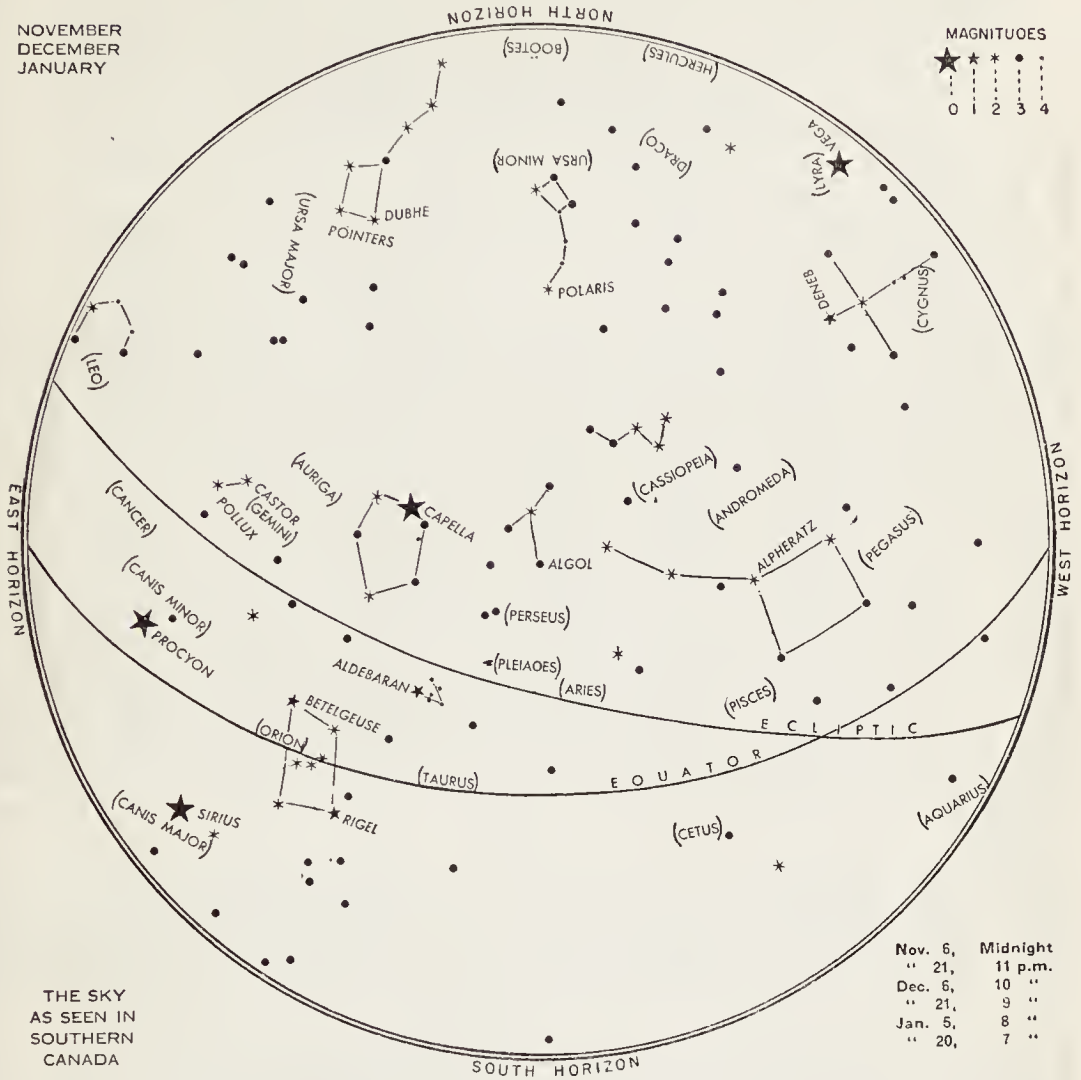 NOVEMBER
DECEMBER
JANUARY
NORTH HORIZON
NORTH HORIZON
MAGNITUOES
0 1 2 3 4
(BOÖTES)
(HERCULES)
(DRACO)
(URSA MINOR)
VEGA
(LYRA)
DUBHE
POINTERS
(URSA MAJOR)
POLARIS
DENEB
(CYGNUS)
(LEO)
(CASSIOPEIA)
(ANDROMEDA)
(AURIGA)
CAPELLA
(CANCER)
CASTOR
(GEMINI)
POLLUX
ALGOL
ALPHERATZ
(PEGASUS)
EAST HORIZON
WEST HORIZON
(CANIS MINOR)
PROCYON
(PERSEUS)
(PLEIAOES)
ALDEBARAN
(ARIES)
(PISCES)
BETELGEUSE
(ORION)
ECLIPTIC
EQUATOR
(TAURUS)
SIRIUS
(CANIS MAJOR)
RIGEL
(CETUS)
(AQUARIUS)
THE SKY
AS SEEN IN
SOUTHERN
CANADA
Nov. 6, Midnight
“ 21, 11 p.m.
Dec. 6, 10 “
“ 21, 9 “
Jan. 5, 8 “
“ 20, 7 “
SOUTH HORIZON